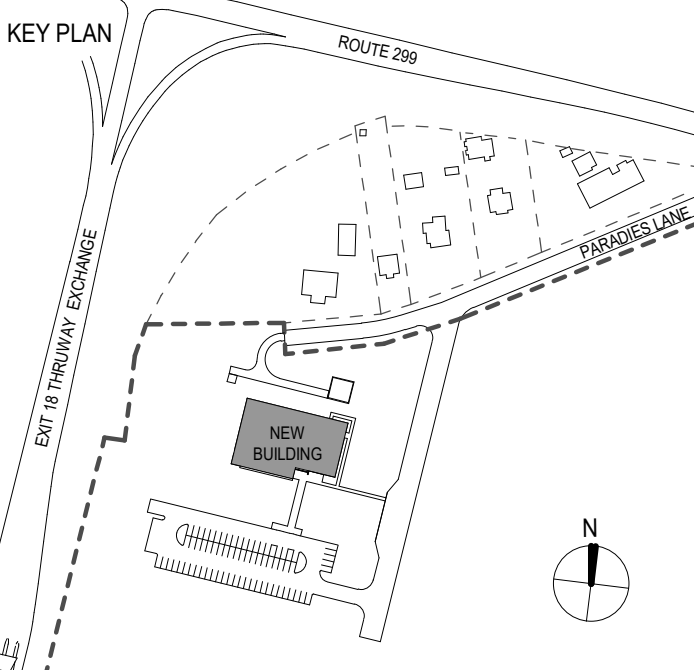 KEY PLAN
ROUTE 299
PARADIES LANE
EXIT 18 THRUWAY EXCHANGE
NEW
BUILDING
N